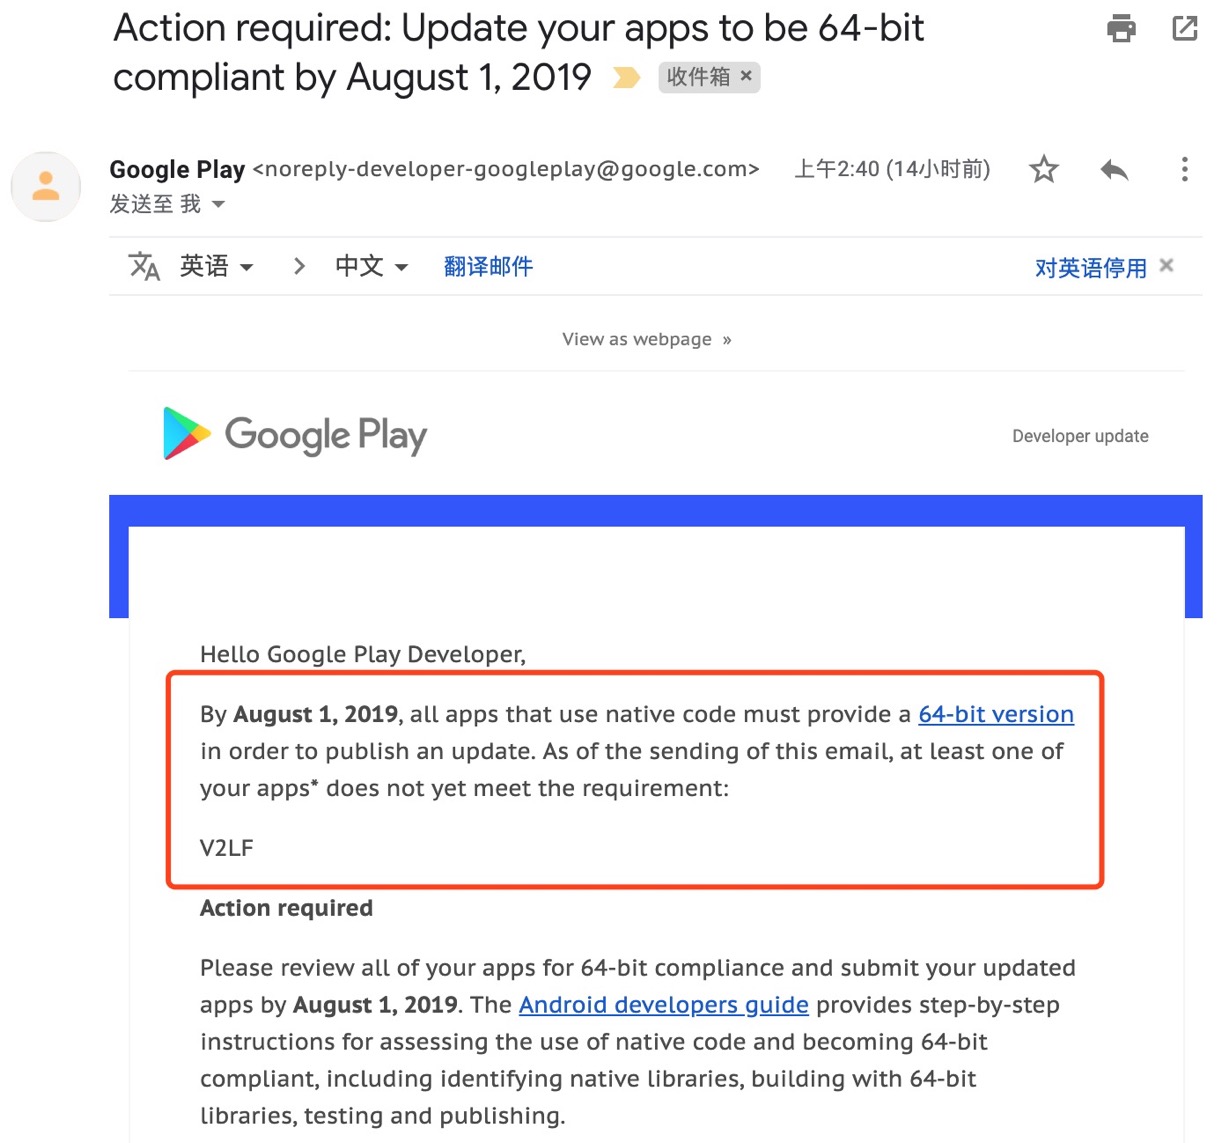 Action required: Update your apps to be 64-bit
compliant by August 1, 2019 收件箱 ×
Google Play <noreply-developer-googleplay@google.com> 上午2:40 (14小时前)
发送至 我
文A 英语 > 中文 翻译邮件 对英语停用 ×
View as webpage »
Google Play Developer update
Hello Google Play Developer,
By August 1, 2019, all apps that use native code must provide a 64-bit version
in order to publish an update. As of the sending of this email, at least one of
your apps* does not yet meet the requirement:
V2LF
Action required
Please review all of your apps for 64-bit compliance and submit your updated
apps by August 1, 2019. The Android developers guide provides step-by-step
instructions for assessing the use of native code and becoming 64-bit
compliant, including identifying native libraries, building with 64-bit
libraries, testing and publishing.